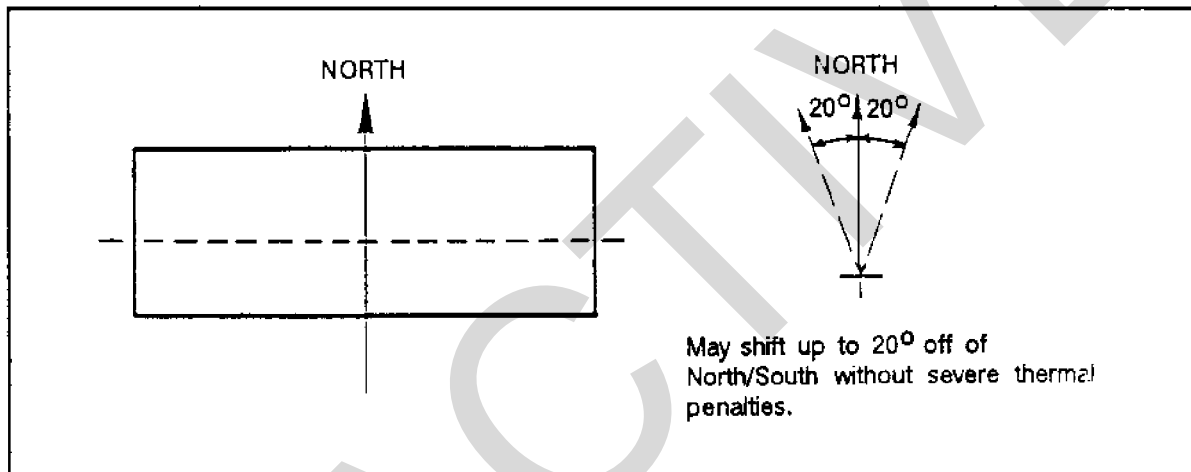 NORTH
NORTH
20° 20°
May shift up to 20° off of
North/South without severe thermal
penalties.